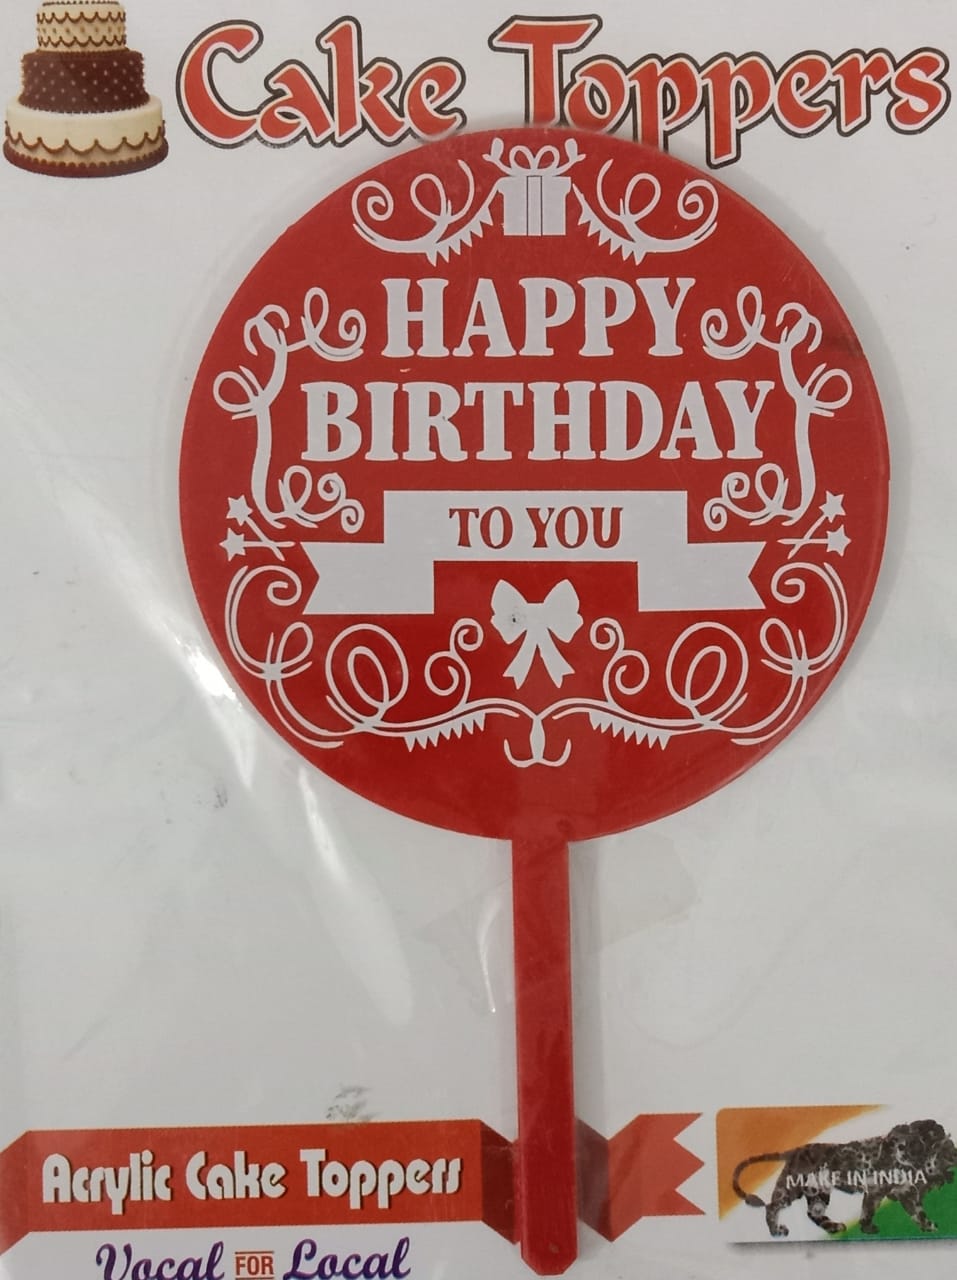 Cake Toppers
HAPPY
BIRTHDAY
TO YOU
Acrylic Cake Toppers
MAKE IN INDIA
Vocal FOR Local